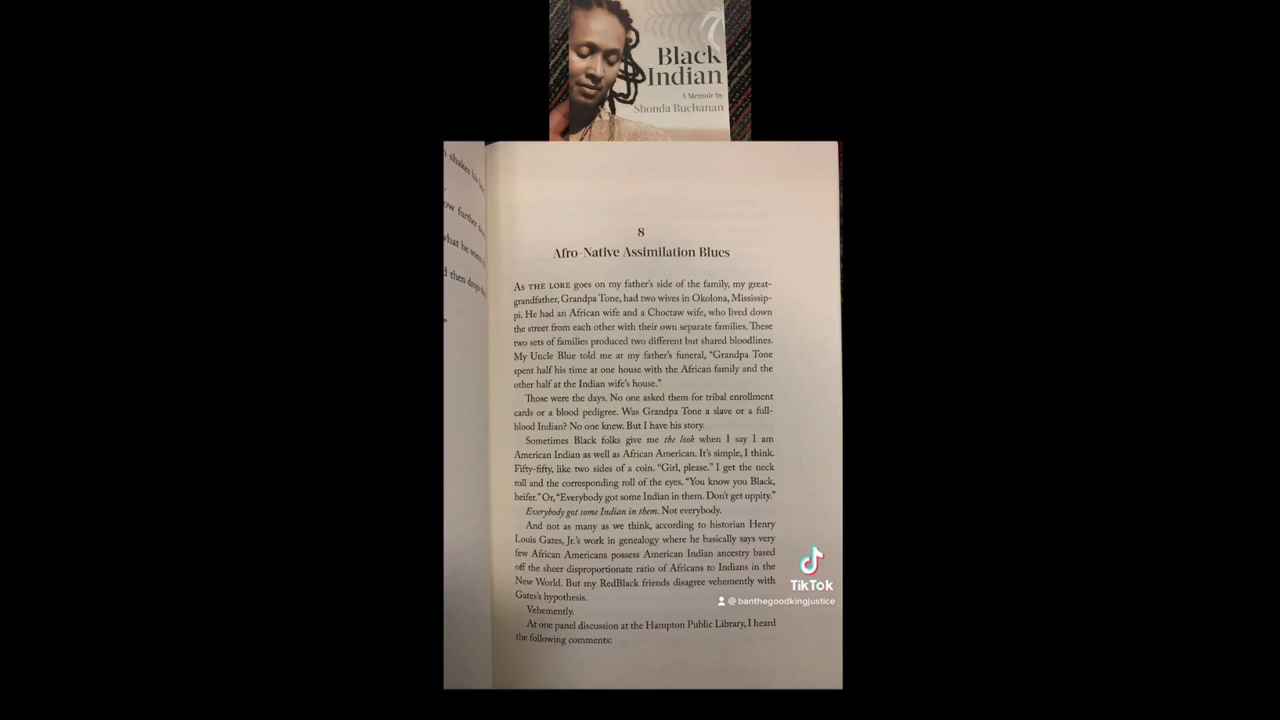 Black
Indian
A Memoir by
Shonda Buchanan
8
Afro-Native Assimilation Blues
AS THE LORE goes on my father's side of the family, my great-
grandfather, Grandpa Tone, had two wives in Okolona, Mississip-
pi. He had an African wife and a Choctaw wife, who lived down
the street from each other with their own separate families. These
two sets of families produced two different but shared bloodlines.
My Uncle Blue told me at my father's funeral, “Grandpa Tone
spent half his time at one house with the African family and the
other half at the Indian wife's house.”
Those were the days. No one asked them for tribal enrollment
cards or a blood pedigree. Was Grandpa Tone a slave or a full-
blood Indian? No one knew. But I have his story.
Sometimes Black folks give me the look when I say I am
American Indian as well as African American. It's simple, I think.
Fifty-fifty, like two sides of a coin. “Girl, please.” I get the neck
roll and the corresponding roll of the eyes. “You know you Black,
heifer.” Or, “Everybody got some Indian in them. Don't get uppity.”
Everybody got some Indian in them. Not everybody.
And not as many as we think, according to historian Henry
Louis Gates, Jr.'s work in genealogy where he basically says very
few African Americans possess American Indian ancestry based
off the sheer disproportionate ratio of Africans to Indians in the
New World. But my RedBlack friends disagree vehemently with
Gates's hypothesis.
Vehemently.
At one panel discussion at the Hampton Public Library, I heard
the following comments:
shakes his
ow further
what he
then drops
TikTok
@banthegoodkingjustice